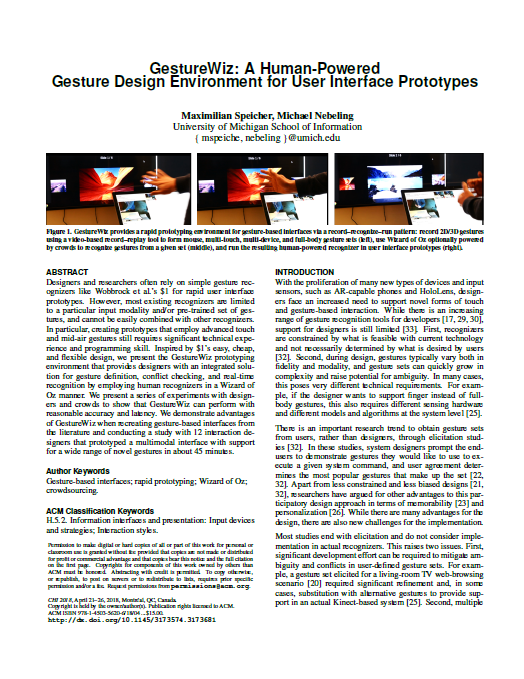 GestureWiz: A Human-Powered
Gesture Design Environment for User Interface Prototypes
Maximilian Speicher, Michael Nebeling
University of Michigan School of Information
{ mspeiche, nebeling }@umich.edu
Figure 1. GestureWiz provides a rapid prototyping environment for gesture-based interfaces via a record–recognize–run pattern: record 2D/3D gestures
using a video-based record–replay tool to form mouse, multi-touch, multi-device, and full-body gesture sets (left), use Wizard of Oz optionally powered
by crowds to recognize gestures from a given set (middle), and run the resulting human-powered recognizer in user interface prototypes (right).
ABSTRACT
Designers and researchers often rely on simple gesture rec-
ognizers like Wobbrock et al.'s $1 for rapid user interface
prototypes. However, most existing recognizers are limited
to a particular input modality and/or pre-trained set of ges-
tures, and cannot be easily combined with other recognizers.
In particular, creating prototypes that employ advanced touch
and mid-air gestures still requires significant technical expe-
rience and programming skill. Inspired by $1's easy, cheap,
and flexible design, we present the GestureWiz prototyping
environment that provides designers with an integrated solu-
tion for gesture definition, conflict checking, and real-time
recognition by employing human recognizers in a Wizard of
Oz manner. We present a series of experiments with design-
ers and crowds to show that GestureWiz can perform with
reasonable accuracy and latency. We demonstrate advantages
of GestureWiz when recreating gesture-based interfaces from
the literature and conducting a study with 12 interaction de-
signers that prototyped a multimodal interface with support
for a wide range of novel gestures in about 45 minutes.
Author Keywords
Gesture-based interfaces; rapid prototyping; Wizard of Oz;
crowdsourcing.
ACM Classification Keywords
H.5.2. Information interfaces and presentation: Input devices
and strategies; Interaction styles.
Permission to make digital or hard copies of all or part of this work for personal or
classroom use is granted without fee provided that copies are not made or distributed
for profit or commercial advantage and that copies bear this notice and the full citation
on the first page. Copyrights for components of this work owned by others than
ACM must be honored. Abstracting with credit is permitted. To copy otherwise,
or republish, to post on servers or to redistribute to lists, requires prior specific
permission and/or a fee. Request permissions from permissions@acm.org.
CHI 2018, April 21–26, 2018, Montréal, QC, Canada.
Copyright is held by the owner/author(s). Publication rights licensed to ACM.
ACM ISBN 978-1-4503-5620-6/18/04 ...$15.00
http://dx.doi.org/10.1145/3173574.3173681
INTRODUCTION
With the proliferation of many new types of devices and input
sensors, such as AR-capable phones and HoloLens, design-
ers face an increased need to support novel forms of touch
and gesture-based interaction. While there is an increasing
range of gesture recognition tools for developers [17, 29, 30],
support for designers is still limited [33]. First, recognizers
are constrained by what is feasible with current technology
and not necessarily determined by what is desired by users
[32]. Second, during design, gestures typically vary both in
fidelity and modality, and gesture sets can quickly grow in
complexity and raise potential for ambiguity. In many cases,
this poses very different technical requirements. For exam-
ple, if the designer wants to support finger instead of full-
body gestures, this also requires different sensing hardware
and different models and algorithms at the system level [25].
There is an important research trend to obtain gesture sets
from users, rather than designers, through elicitation stud-
ies [32]. In these studies, system designers prompt the end-
users to demonstrate gestures they would like to use to ex-
ecute a given system command, and user agreement deter-
mines the most popular gestures that make up the set [22,
32]. Apart from less constrained and less biased designs [21,
32], researchers have argued for other advantages to this par-
ticipatory design approach in terms of memorability [23] and
personalization [26]. While there are many advantages for the
design, there are also new challenges for the implementation.
Most studies end with elicitation and do not consider imple-
mentation in actual recognizers. This raises two issues. First,
significant development effort can be required to mitigate am-
biguity and conflicts in user-defined gesture sets. For exam-
ple, a gesture set elicited for a living-room TV web-browsing
scenario [20] required significant refinement and, in some
cases, substitution with alternative gestures to provide sup-
port in an actual Kinect-based system [25]. Second, multiple